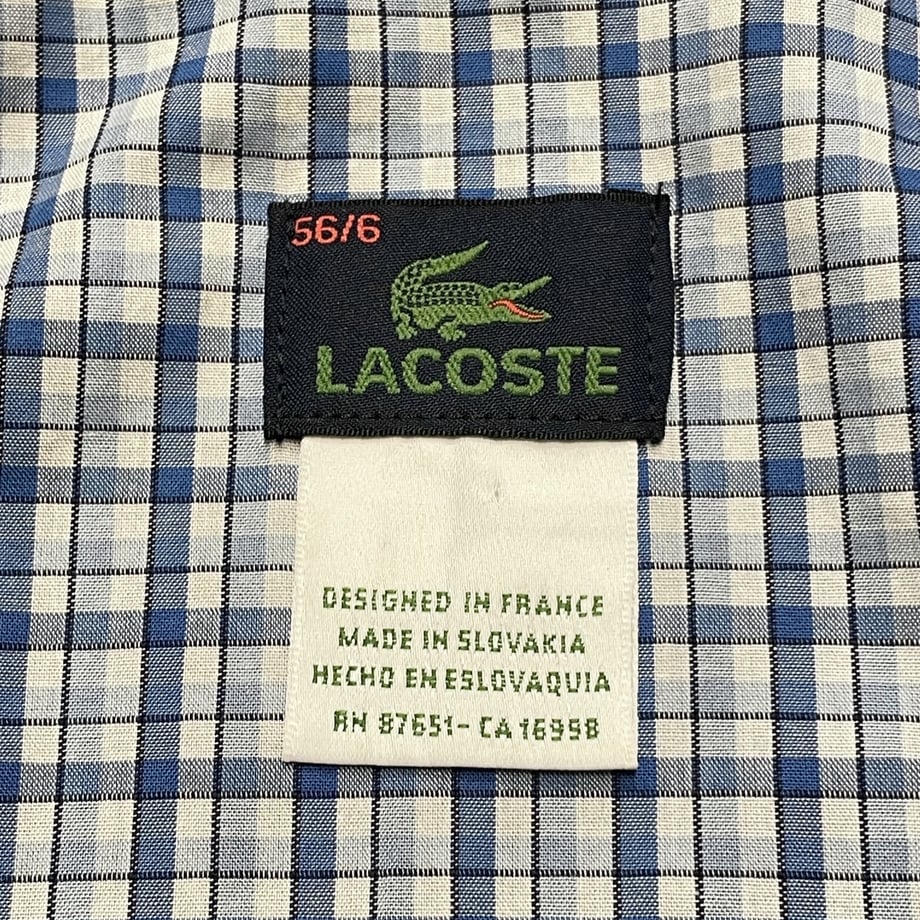 56/6
LACOSTE
DESIGNED IN FRANCE
MADE IN SLOVAKIA
HECHO EN ESLOVAQUIA
RN 87651- CA 16998